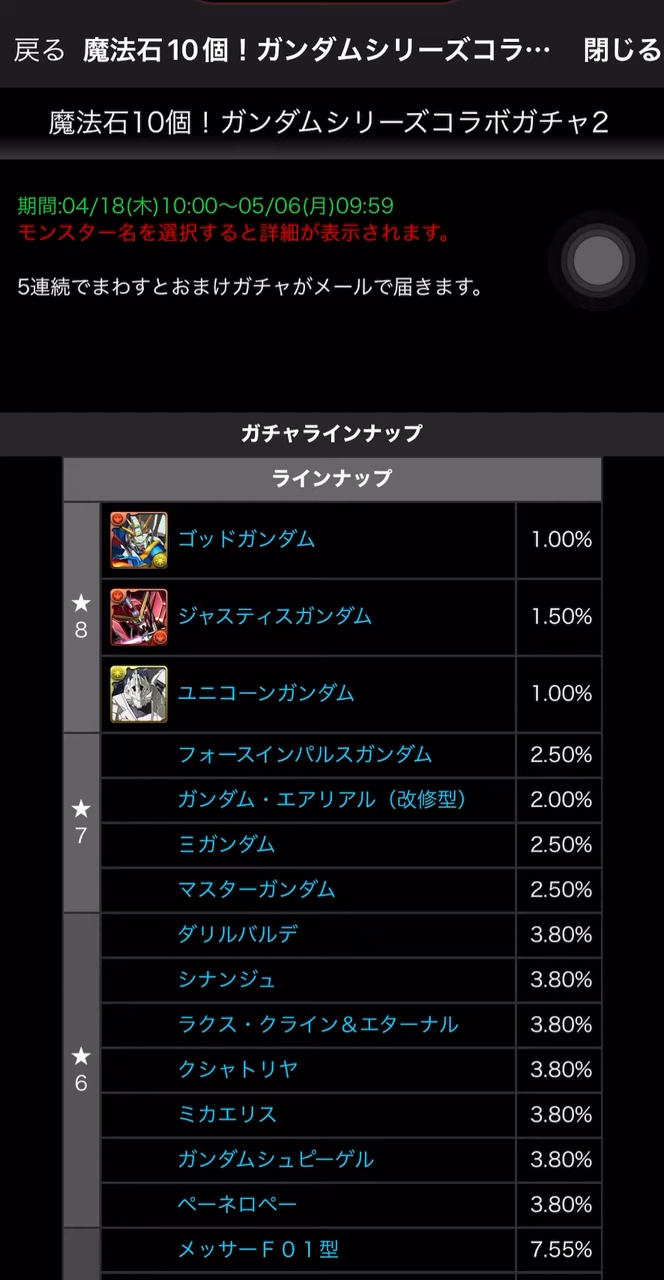 戻る 魔法石10個！ガンダムシリーズコラ… 閉じる
魔法石10個！ガンダムシリーズコラボガチャ2
期間:04/18(木)10:00〜05/06(月)09:59
モンスター名を選択すると詳細が表示されます。
5連続でまわすとおまけガチャがメールで届きます。
ガチャラインナップ
ラインナップ
★8
ゴッドガンダム 1.00%
ジャスティスガンダム 1.50%
ユニコーンガンダム 1.00%
★7
フォースインパルスガンダム 2.50%
ガンダム・エアリアル（改修型） 2.00%
Ξガンダム 2.50%
マスターガンダム 2.50%
★6
ダリルバルデ 3.80%
シナンジュ 3.80%
ラクス・クライン＆エターナル 3.80%
クシャトリヤ 3.80%
ミカエリス 3.80%
ガンダムシュピーゲル 3.80%
ペーネロペー 3.80%
メッサーＦ０１型 7.55%